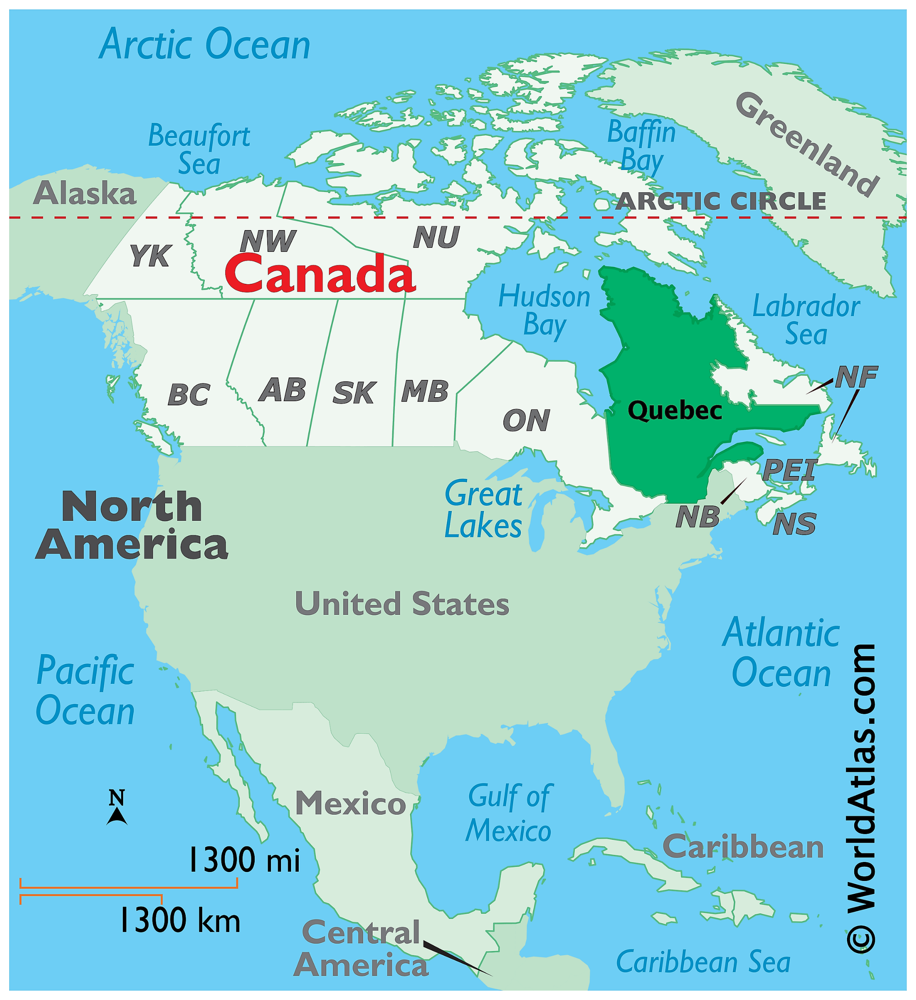 Arctic Ocean
Beaufort
Sea
Baffin
Bay
Greenland
Alaska
ARCTIC CIRCLE
YK
NW
NU
Canada
Hudson
Bay
Labrador
Sea
BC
AB
SK
MB
ON
Quebec
NF
PEI
NB
NS
Great
Lakes
North
America
United States
Pacific
Ocean
Atlantic
Ocean
Mexico
Gulf of
Mexico
Caribbean
N
1300 mi
1300 km
Central
America
Caribbean Sea
© WorldAtlas.com